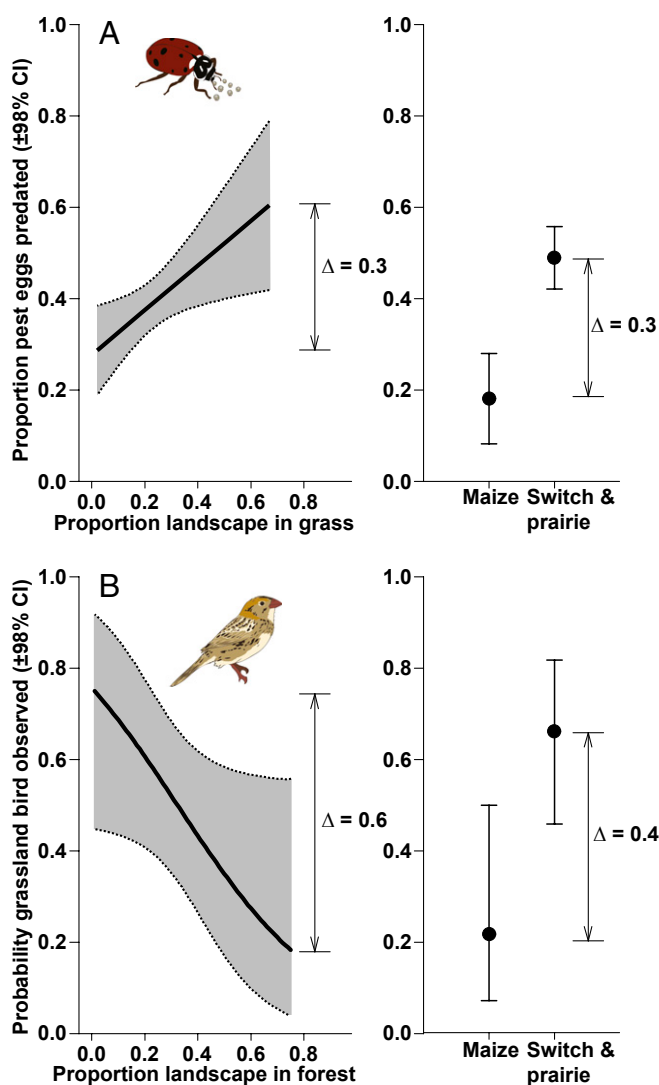 A
Proportion pest eggs predated (±98% CI)
1.0
0.8
0.6
0.4
0.2
0.0
Δ = 0.3
0.0 0.2 0.4 0.6 0.8
Proportion landscape in grass
1.0
0.8
0.6
0.4
0.2
0.0
Δ = 0.3
Maize Switch &
prairie
B
Probability grassland bird observed (±98% CI)
1.0
0.8
0.6
0.4
0.2
0.0
Δ = 0.6
0.0 0.2 0.4 0.6 0.8
Proportion landscape in forest
1.0
0.8
0.6
0.4
0.2
0.0
Δ = 0.4
Maize Switch &
prairie